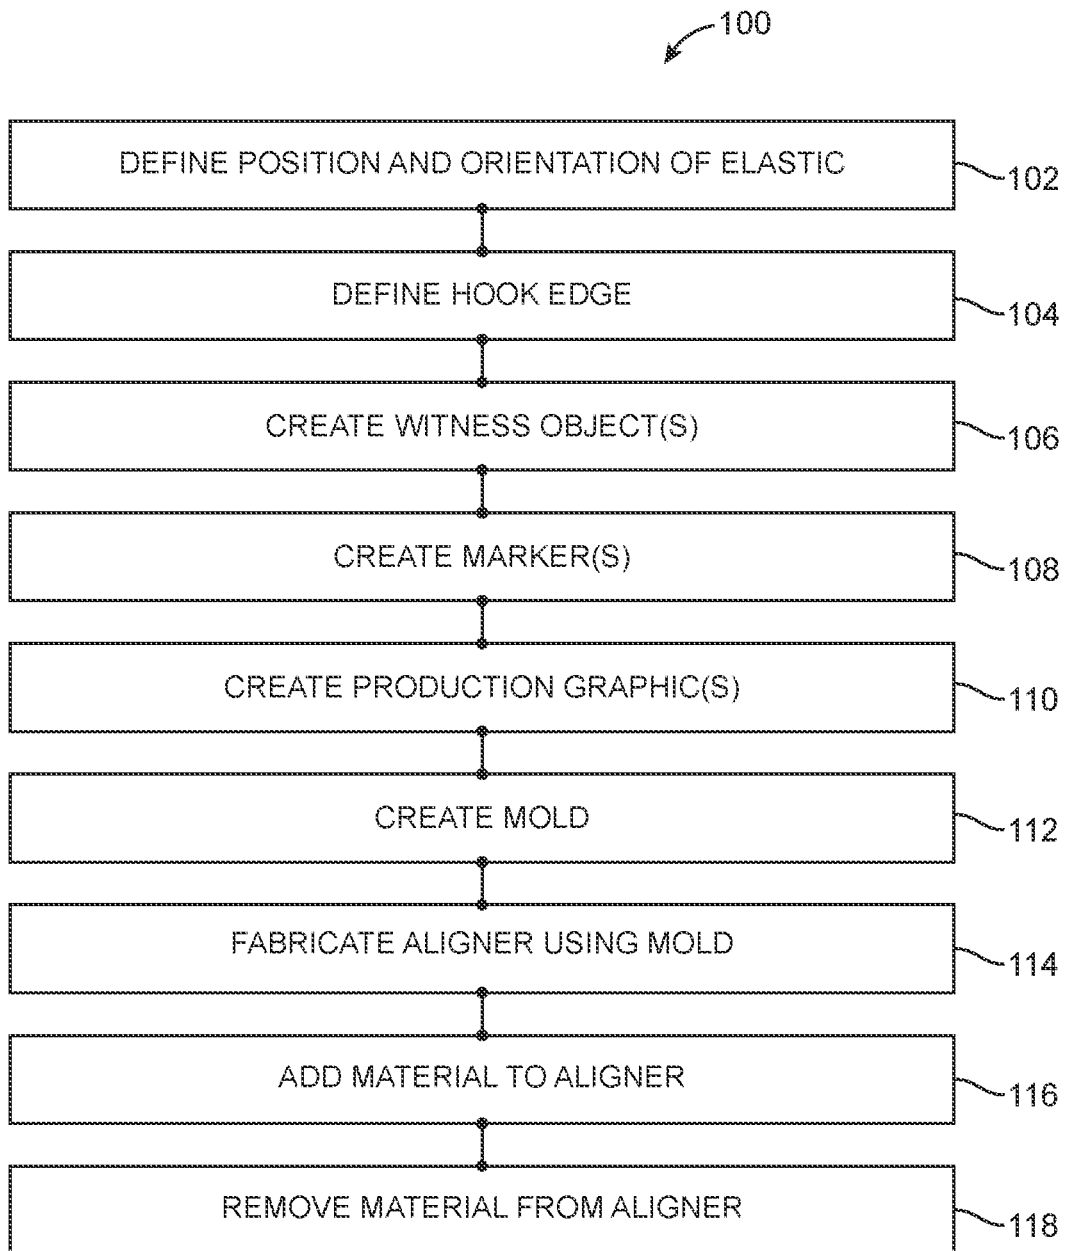 100
DEFINE POSITION AND ORIENTATION OF ELASTIC
102
DEFINE HOOK EDGE
104
CREATE WITNESS OBJECT(S)
106
CREATE MARKER(S)
108
CREATE PRODUCTION GRAPHIC(S)
110
CREATE MOLD
112
FABRICATE ALIGNER USING MOLD
114
ADD MATERIAL TO ALIGNER
116
REMOVE MATERIAL FROM ALIGNER
118